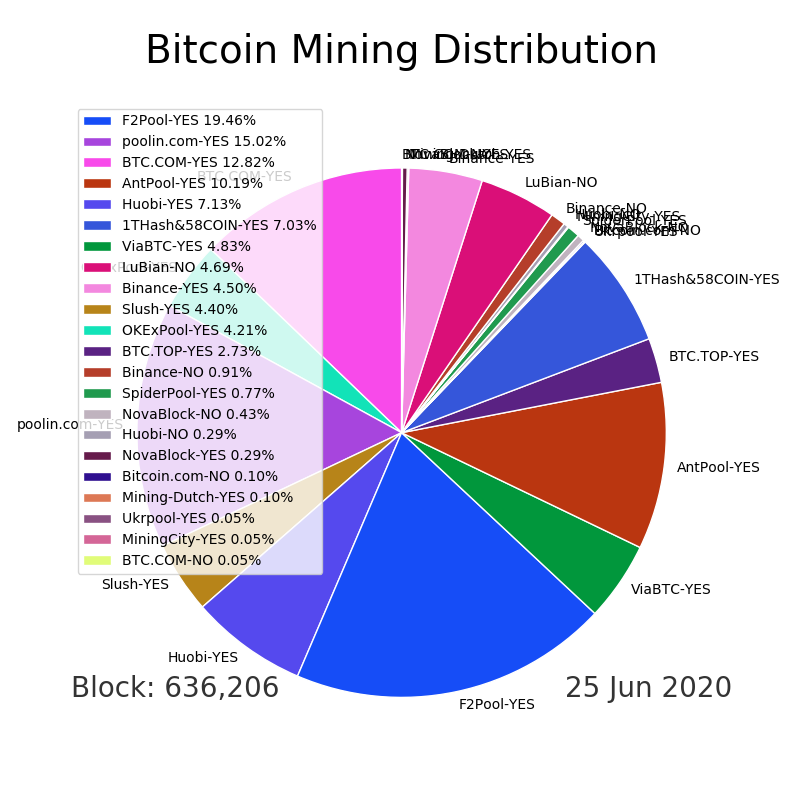 Bitcoin Mining Distribution
F2Pool-YES 19.46%
poolin.com-YES 15.02%
BTC.COM-YES 12.82%
AntPool-YES 10.19%
Huobi-YES 7.13%
1THash&58COIN-YES 7.03%
ViaBTC-YES 4.83%
LuBian-NO 4.69%
Binance-YES 4.50%
Slush-YES 4.40%
OKExPool-YES 4.21%
BTC.TOP-YES 2.73%
Binance-NO 0.91%
SpiderPool-YES 0.77%
NovaBlock-NO 0.43%
Huobi-NO 0.29%
NovaBlock-YES 0.29%
Bitcoin.com-NO 0.10%
Mining-Dutch-YES 0.10%
Ukrpool-YES 0.05%
MiningCity-YES 0.05%
BTC.COM-NO 0.05%
BTC.COM-YES
poolin.com-YES
Slush-YES
Huobi-YES
F2Pool-YES
ViaBTC-YES
AntPool-YES
BTC.TOP-YES
1THash&58COIN-YES
Binance-NO
LuBian-NO
Binance-YES
Block: 636,206
25 Jun 2020